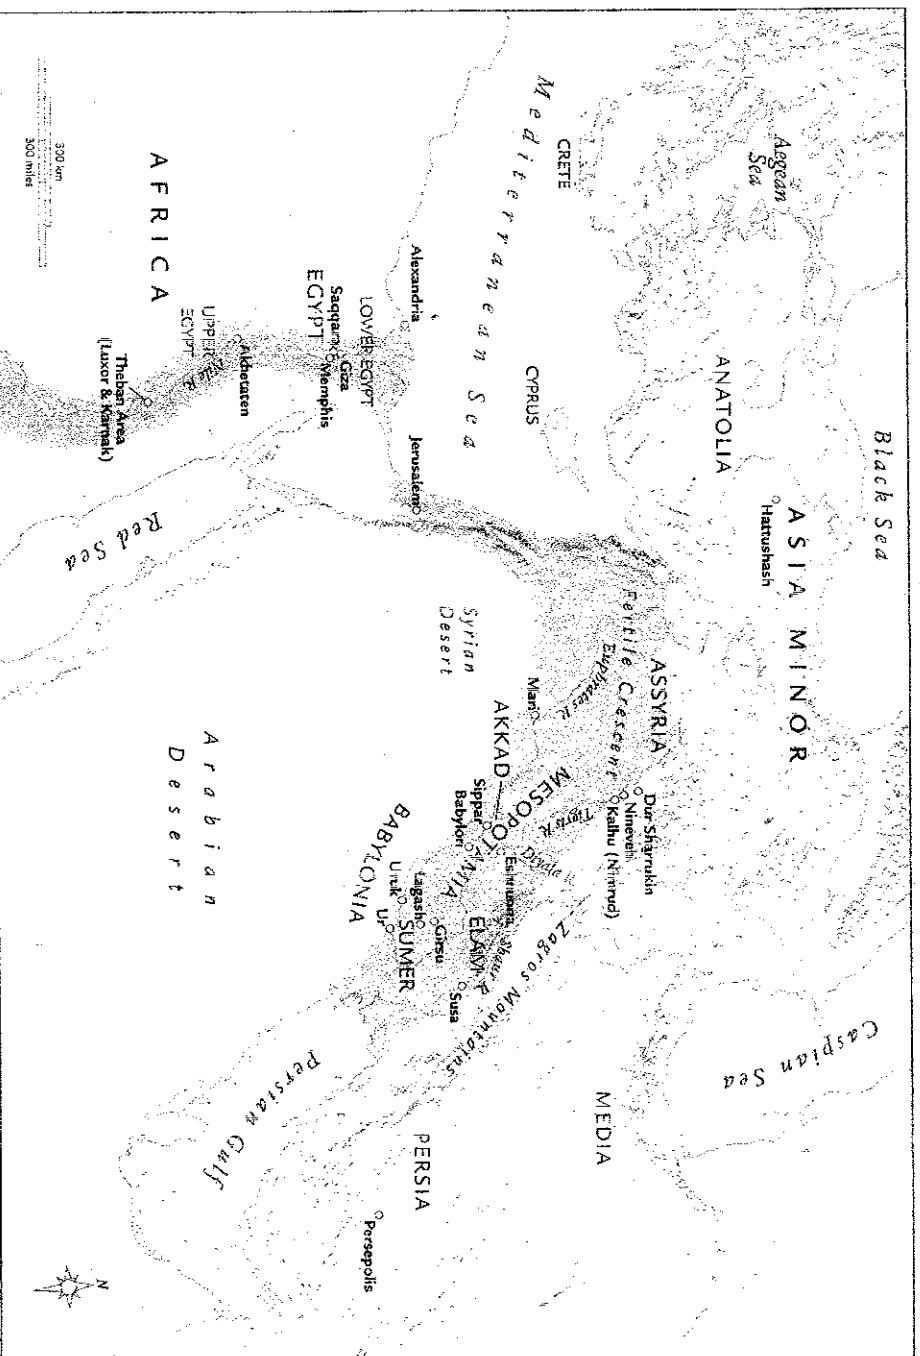 Black Sea
Caspian Sea
Aegean
Sea
ASIA MINOR
ANATOLIA
Hattushash
CRETE
CYPRUS
Mediterranean Sea
ASSYRIA
Fertile Crescent
Euphrates R.
Mari
Dur Sharrukin
Nineveh
Kalhu (Nimrud)
Tigris R.
MEDIA
MESOPOTAMIA
AKKAD
Sippar
Babylon
Eshnunna
Zagros Mountains
ELAM
Susa
Girsu
Lagash
SUMER
Uruk
Ur
BABYLONIA
Syrian
Desert
Jerusalem
Alexandria
LOWER EGYPT
Giza
Saqqara
Memphis
EGYPT
Akhetaten
UPPER
EGYPT
Nile R.
Theban Area
(Luxor & Karnak)
AFRICA
Red Sea
Arabian
Desert
Persian Gulf
PERSIA
Persepolis
300 km
300 miles
N